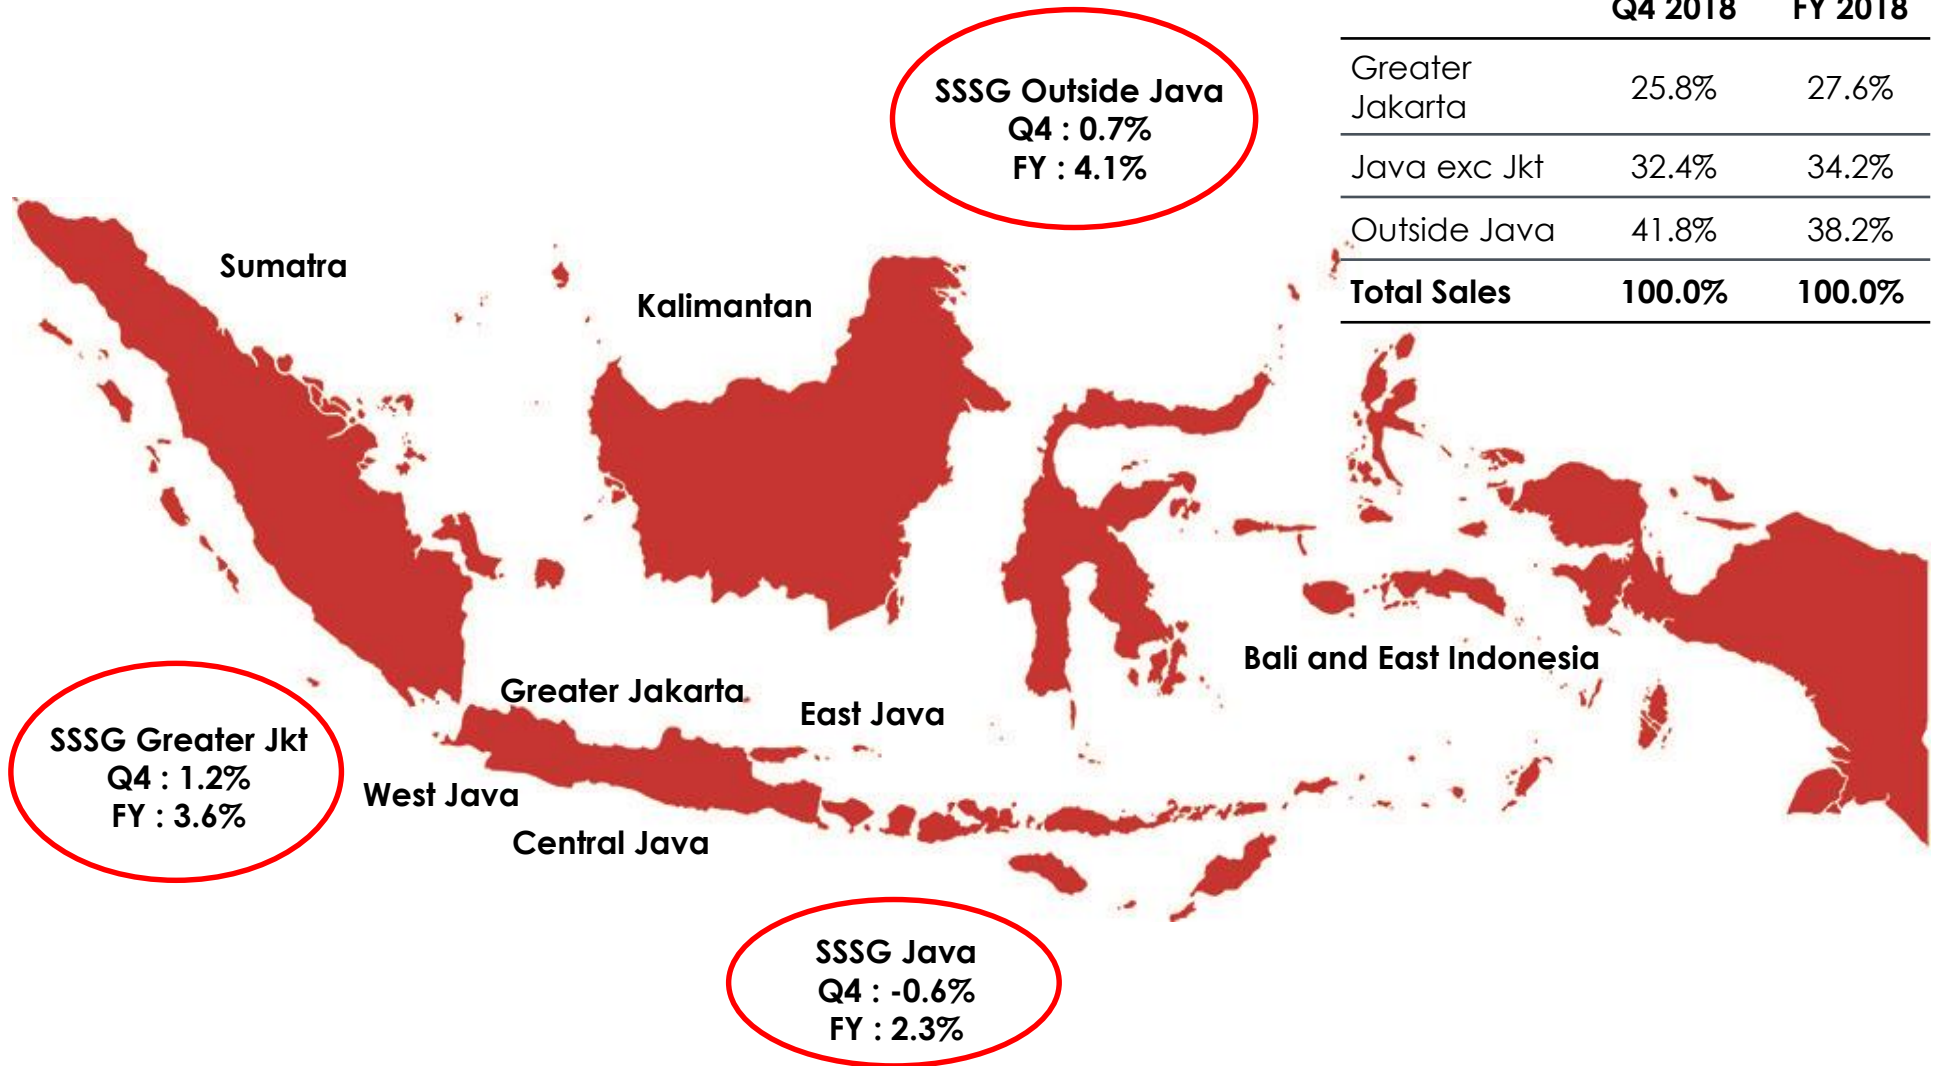 Q4 2018 FY 2018
Greater
Jakarta 25.8% 27.6%
Java exc Jkt 32.4% 34.2%
Outside Java 41.8% 38.2%
Total Sales 100.0% 100.0%
SSSG Outside Java
Q4 : 0.7%
FY : 4.1%
Sumatra
Kalimantan
Bali and East Indonesia
Greater Jakarta
East Java
SSSG Greater Jkt
Q4 : 1.2%
FY : 3.6%
West Java
Central Java
SSSG Java
Q4 : -0.6%
FY : 2.3%